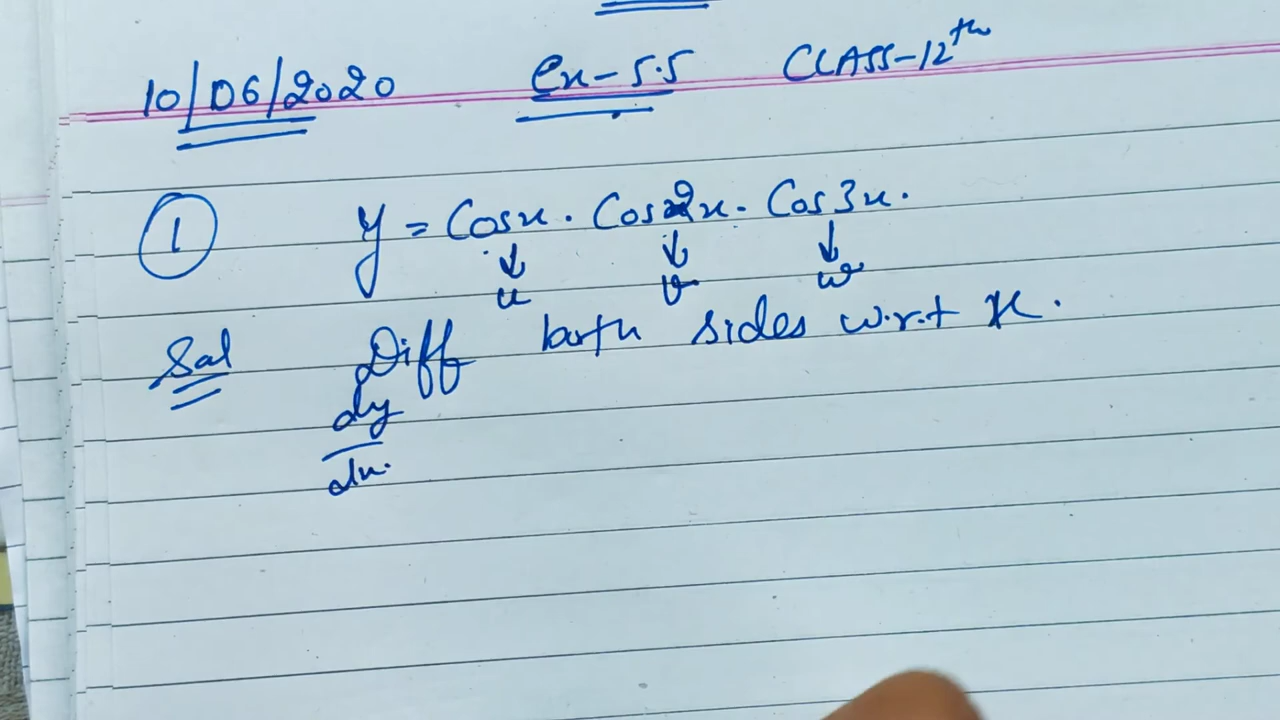 10/06/2020 Ex-5.5 CLASS-12th
1 y = Cosx . Cos2x . Cos3x.
↓ ↓ ↓
u v w
Sol Diff both sides w.r.t x.
dy
dx.